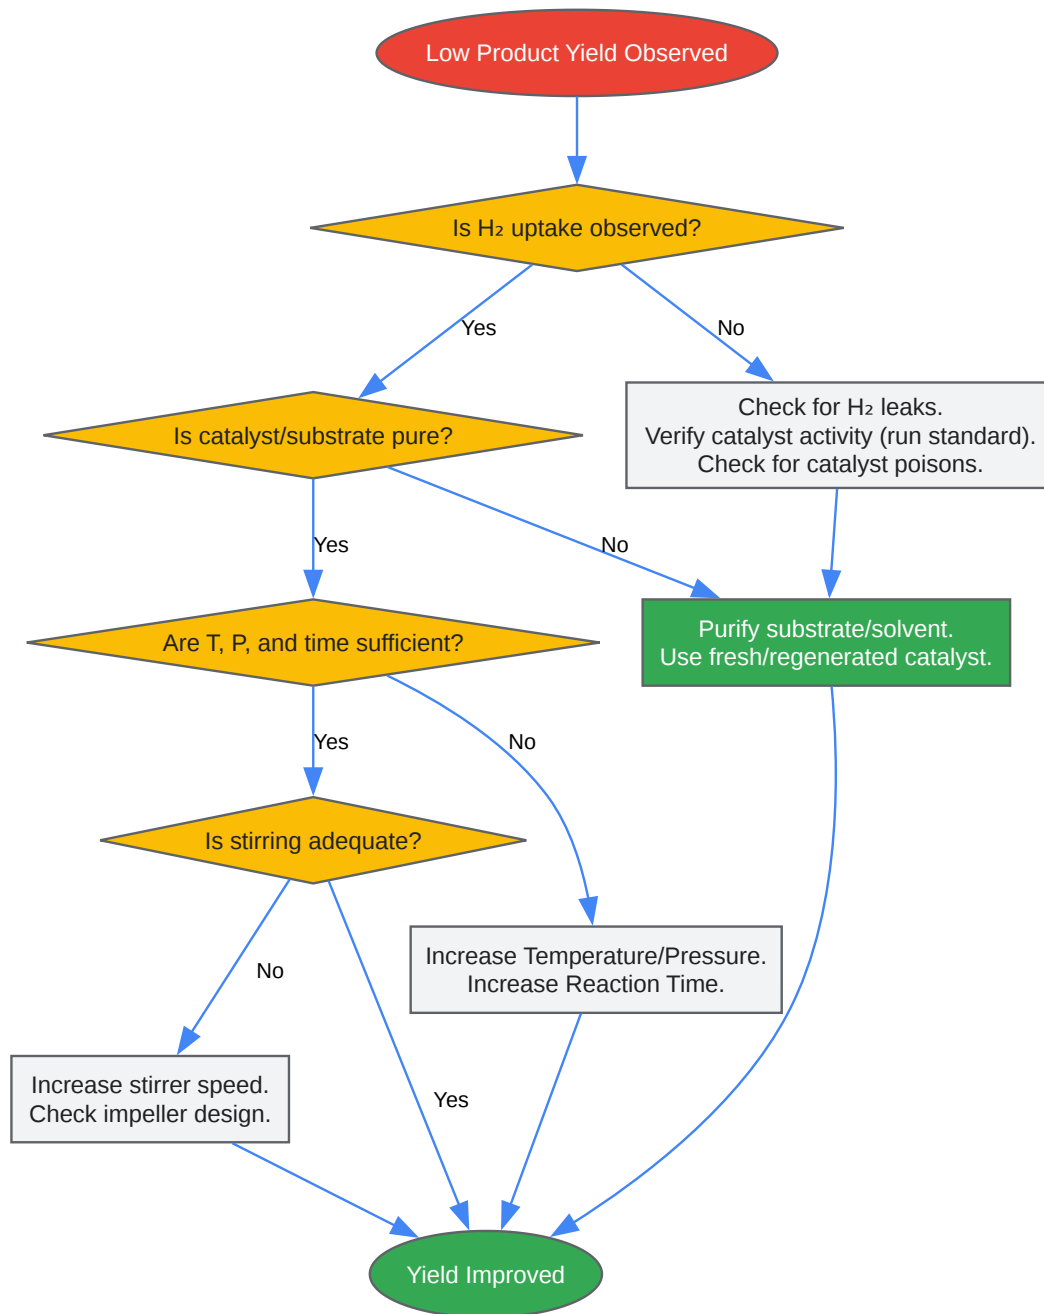 Low Product Yield Observed
Is H₂ uptake observed?
Yes
No
Is catalyst/substrate pure?
Check for H₂ leaks.
Verify catalyst activity (run standard).
Check for catalyst poisons.
Yes
No
Are T, P, and time sufficient?
Purify substrate/solvent.
Use fresh/regenerated catalyst.
Yes
No
Is stirring adequate?
Increase Temperature/Pressure.
Increase Reaction Time.
No
Yes
Increase stirrer speed.
Check impeller design.
Yield Improved